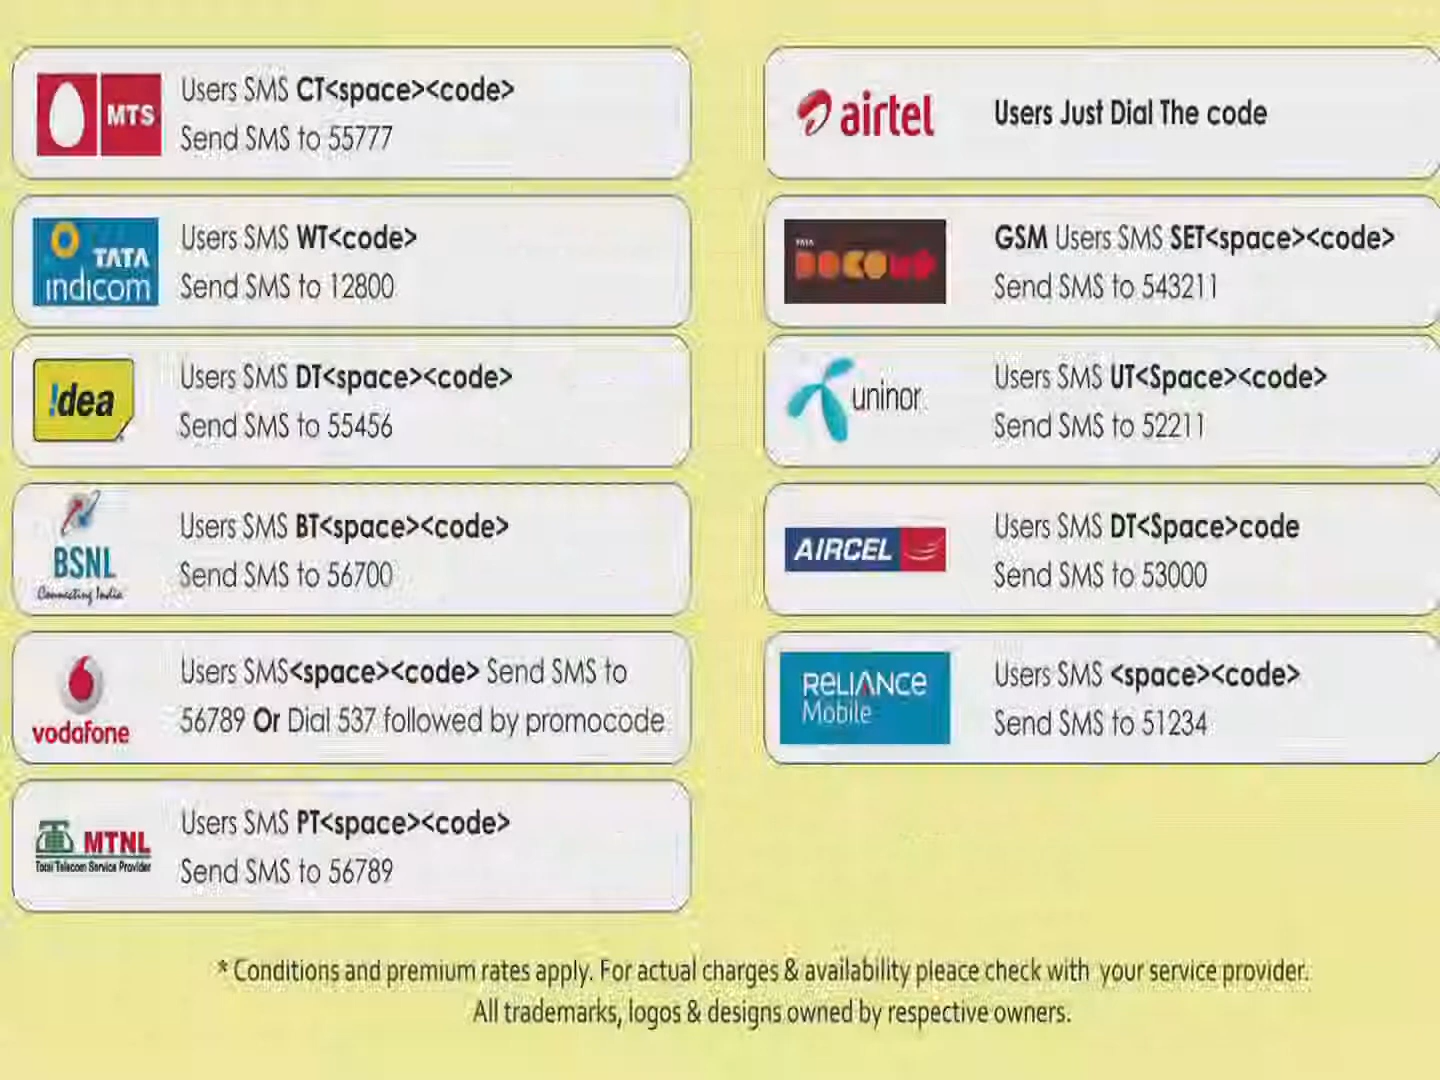 MTS
Users SMS CT<space><code>
Send SMS to 55777
TATA
indicom
Users SMS WT<code>
Send SMS to 12800
!dea
Users SMS DT<space><code>
Send SMS to 55456
BSNL
Connecting India
Users SMS BT<space><code>
Send SMS to 56700
vodafone
Users SMS<space><code> Send SMS to
56789 Or Dial 537 followed by promocode
MTNL
Total Telecom Service Provider
Users SMS PT<space><code>
Send SMS to 56789
airtel
Users Just Dial The code
TATA
DOCOMO
GSM Users SMS SET<space><code>
Send SMS to 543211
uninor
Users SMS UT<Space><code>
Send SMS to 52211
AIRCEL
Users SMS DT<Space>code
Send SMS to 53000
RELIANCe
Mobile
Users SMS <space><code>
Send SMS to 51234
* Conditions and premium rates apply. For actual charges & availability pleace check with your service provider.
All trademarks, logos & designs owned by respective owners.